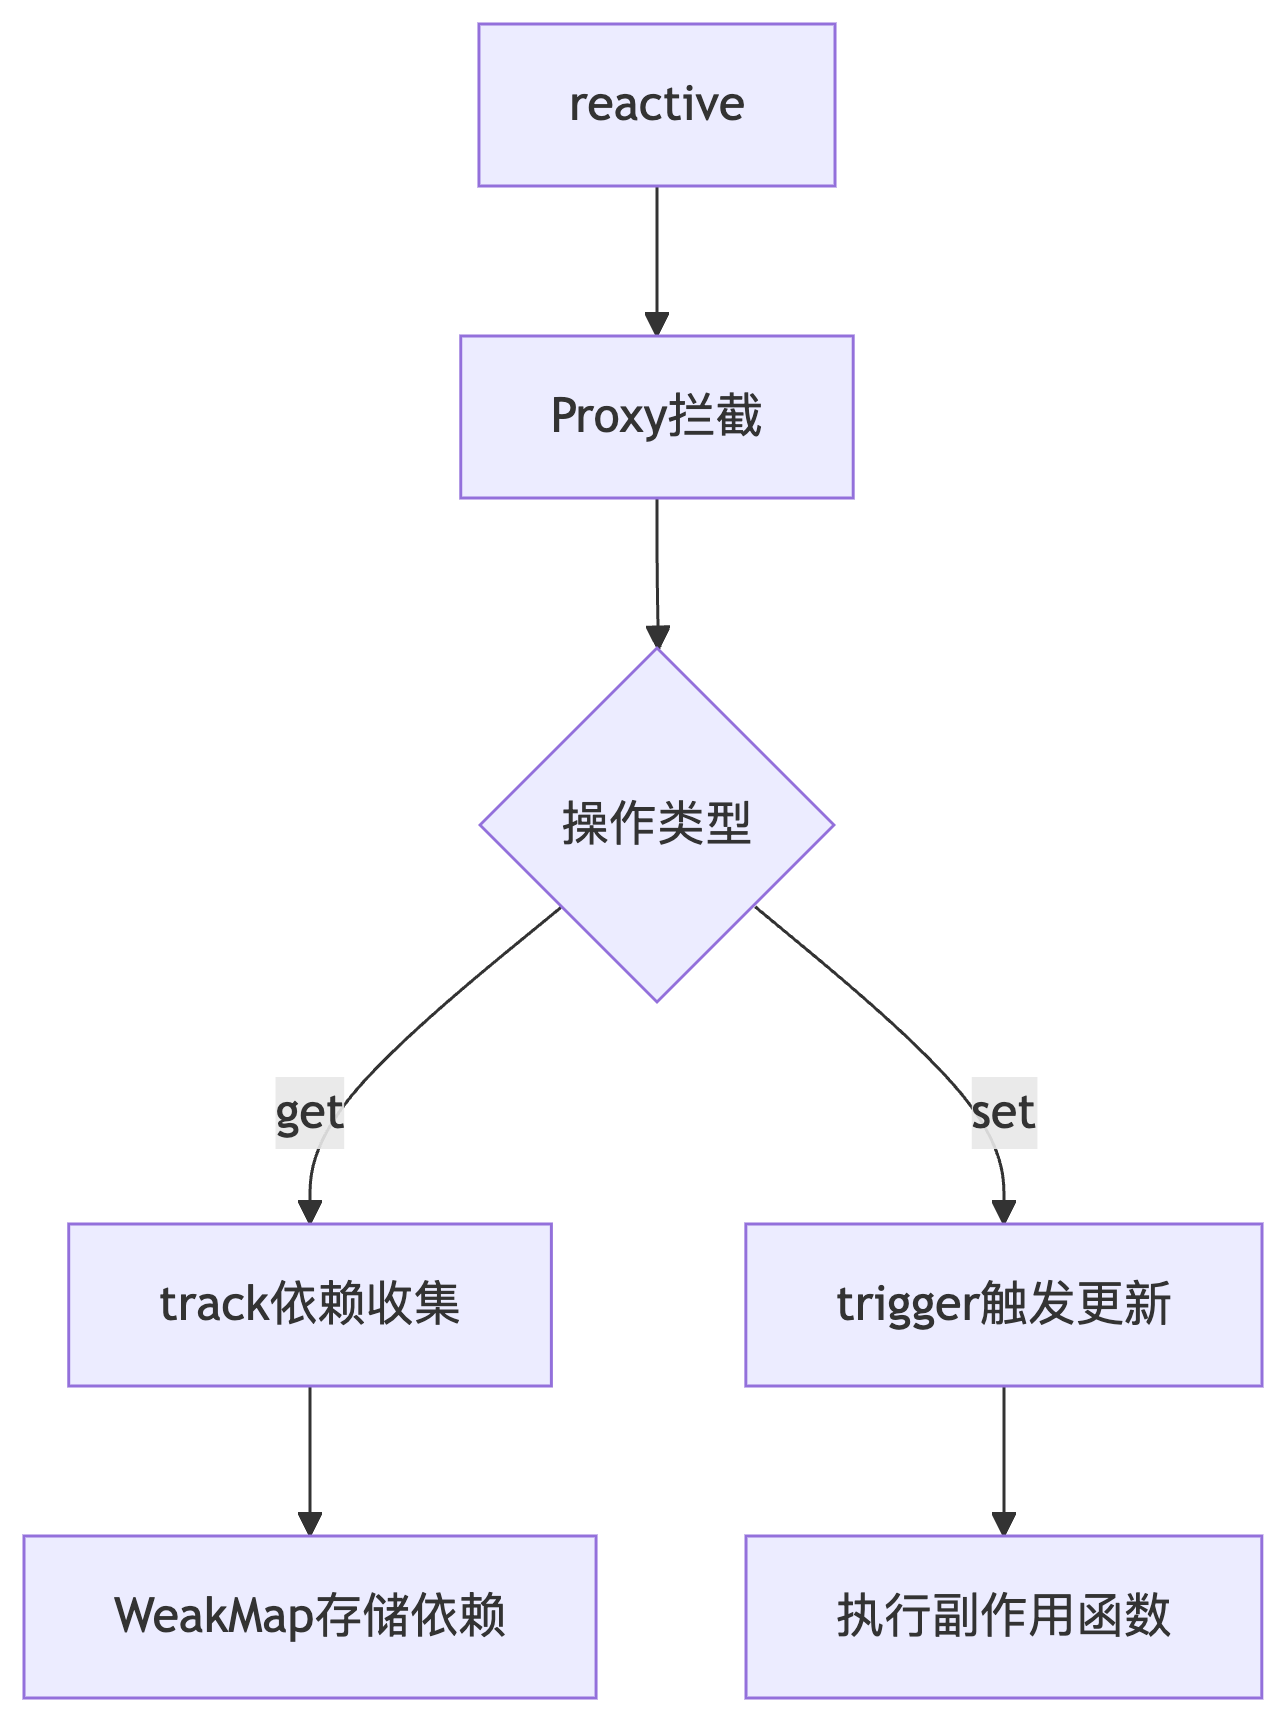 reactive
Proxy拦截
操作类型
get
set
track依赖收集
trigger触发更新
WeakMap存储依赖
执行副作用函数